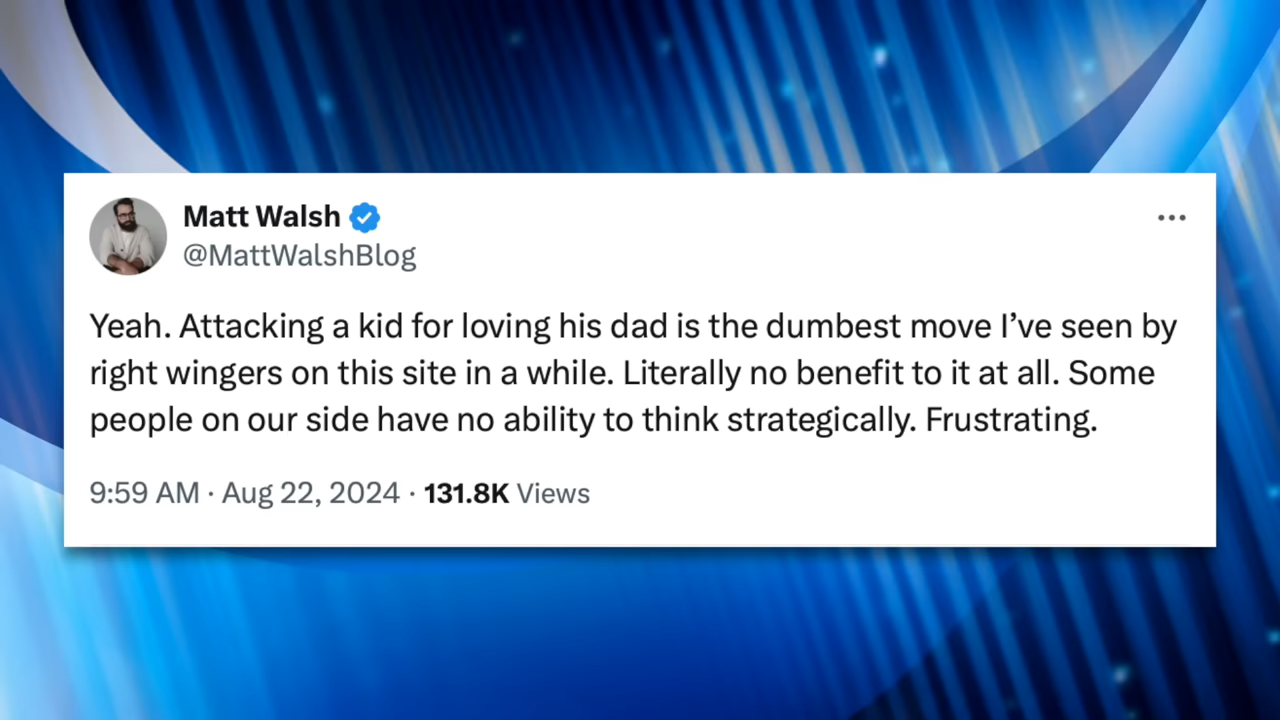 Matt Walsh
@MattWalshBlog
Yeah. Attacking a kid for loving his dad is the dumbest move I’ve seen by
right wingers on this site in a while. Literally no benefit to it at all. Some
people on our side have no ability to think strategically. Frustrating.
9:59 AM · Aug 22, 2024 · 131.8K Views